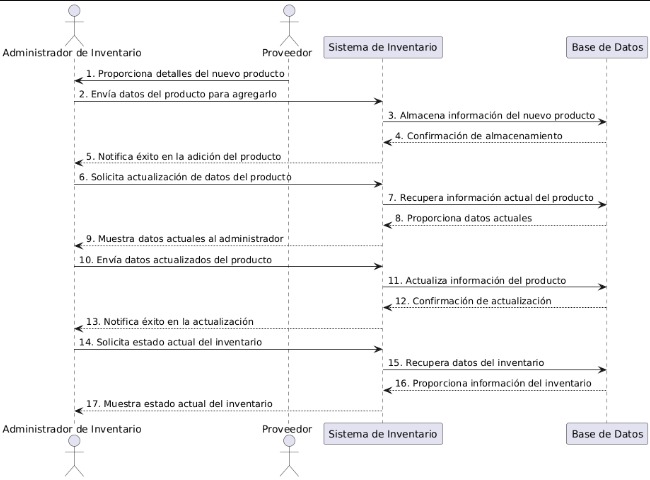 Administrador de Inventario
Proveedor
Sistema de Inventario
Base de Datos
1. Proporciona detalles del nuevo producto
2. Envía datos del producto para agregarlo
3. Almacena información del nuevo producto
4. Confirmación de almacenamiento
5. Notifica éxito en la adición del producto
6. Solicita actualización de datos del producto
7. Recupera información actual del producto
8. Proporciona datos actuales
9. Muestra datos actuales al administrador
10. Envía datos actualizados del producto
11. Actualiza información del producto
12. Confirmación de actualización
13. Notifica éxito en la actualización
14. Solicita estado actual del inventario
15. Recupera datos del inventario
16. Proporciona información del inventario
17. Muestra estado actual del inventario
Administrador de Inventario
Proveedor
Sistema de Inventario
Base de Datos